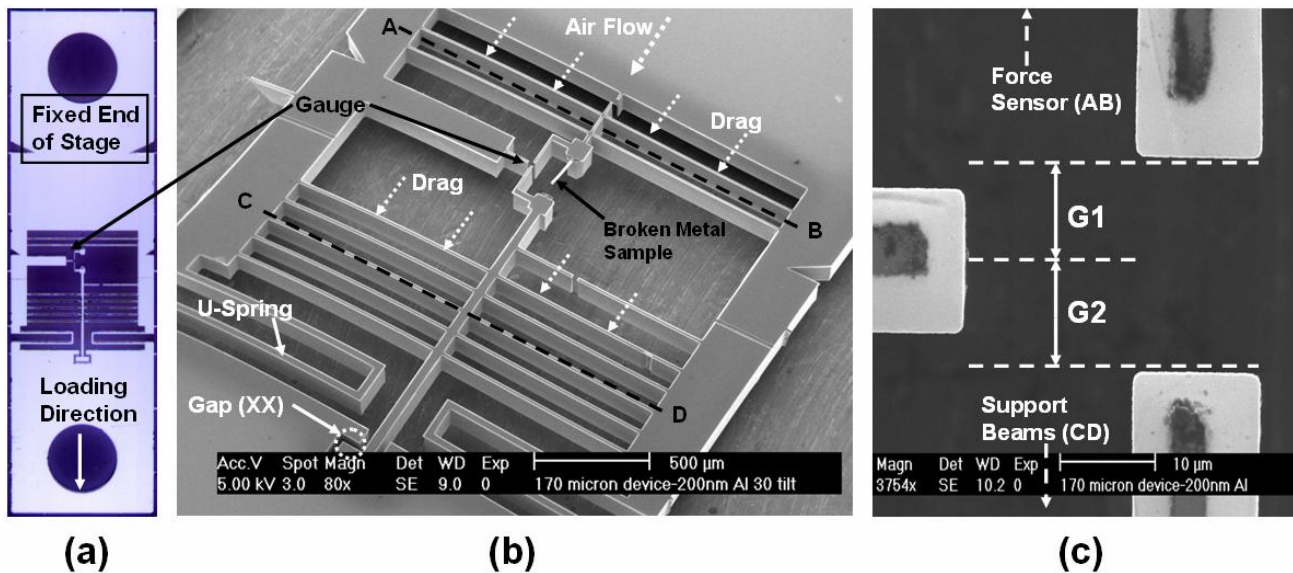 Fixed End
of Stage
Loading
Direction
(a)
A
Air Flow
Gauge
Drag
Drag
C
B
Broken Metal
Sample
U-Spring
D
Gap (XX)
Acc.V Spot Magn Det WD Exp 500 µm
5.00 kV 3.0 80x SE 9.0 0 170 micron device-200nm Al 30 tilt
(b)
Force
Sensor (AB)
G1
G2
Support
Beams (CD)
Magn Det WD Exp 10 µm
3754x SE 10.2 0 170 micron device-200nm Al
(c)